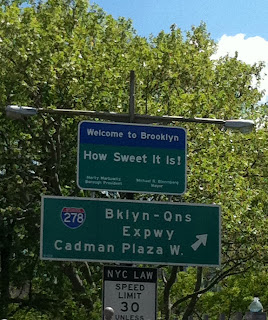 Welcome to Brooklyn
How Sweet It Is!
Marty Markowitz Michael R. Bloomberg
Borough President Mayor
278 Bklyn-Qns
Expwy
Cadman Plaza W.
NYC LAW
SPEED
LIMIT
30
UNLESS